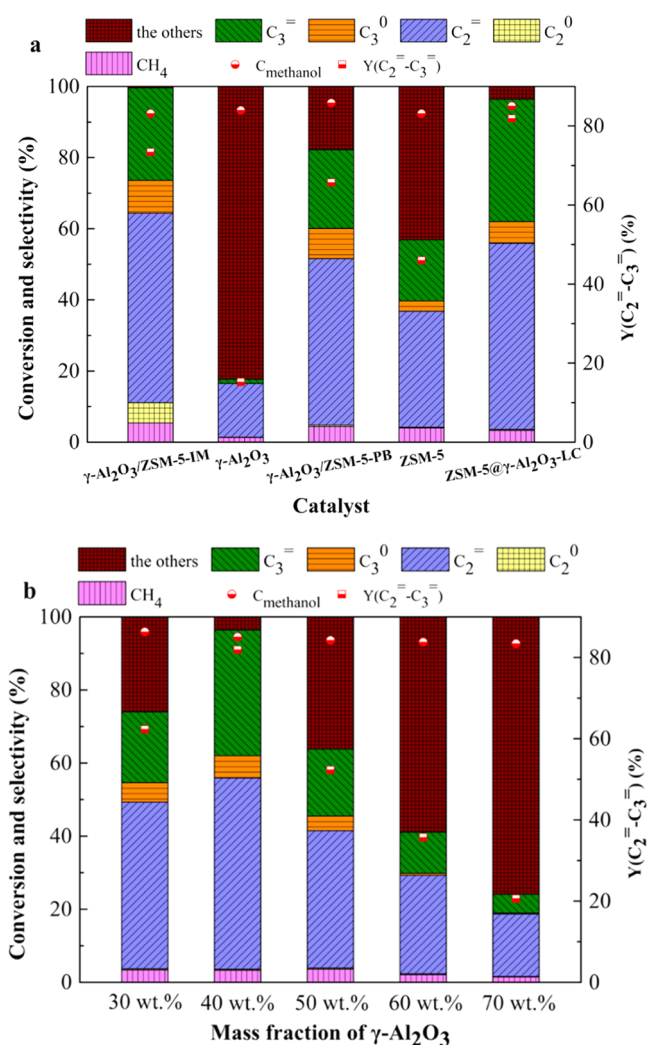 a
the others C₃⁼ C₃⁰ C₂⁼ C₂⁰
CH₄ Cmethanol Y(C₂⁼-C₃⁼)
100
80
60
40
20
0
80
60
40
20
0
Conversion and selectivity (%)
Y(C₂⁼-C₃⁼) (%)
γ-Al₂O₃/ZSM-5-IM γ-Al₂O₃ γ-Al₂O₃/ZSM-5-PB ZSM-5 ZSM-5@γ-Al₂O₃-LC
Catalyst
the others C₃⁼ C₃⁰ C₂⁼ C₂⁰
b
CH₄ Cmethanol Y(C₂⁼-C₃⁼)
100
80
60
40
20
0
80
60
40
20
0
Conversion and selectivity (%)
Y(C₂⁼-C₃⁼) (%)
30 wt.% 40 wt.% 50 wt.% 60 wt.% 70 wt.%
Mass fraction of γ-Al₂O₃